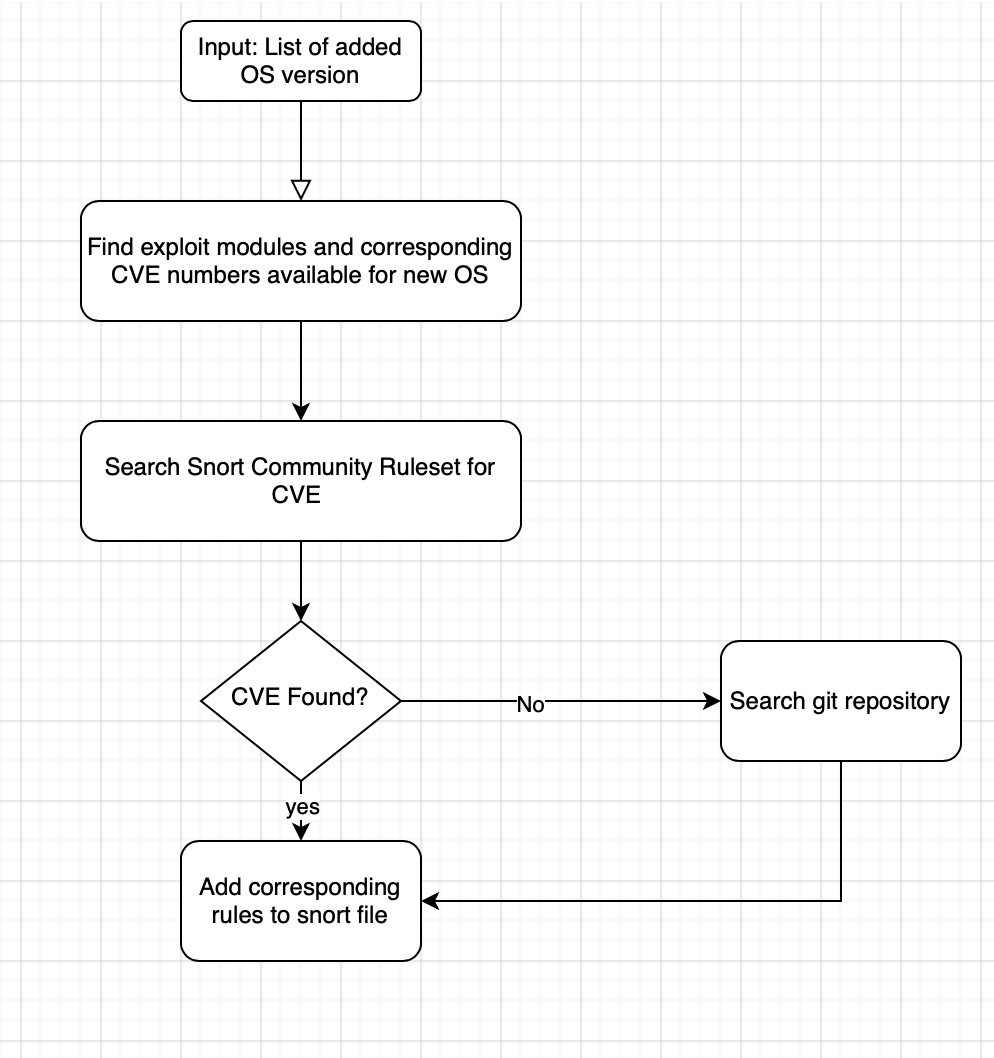 Input: List of added
OS version
Find exploit modules and corresponding
CVE numbers available for new OS
Search Snort Community Ruleset for
CVE
CVE Found?
No
Search git repository
yes
Add corresponding
rules to snort file